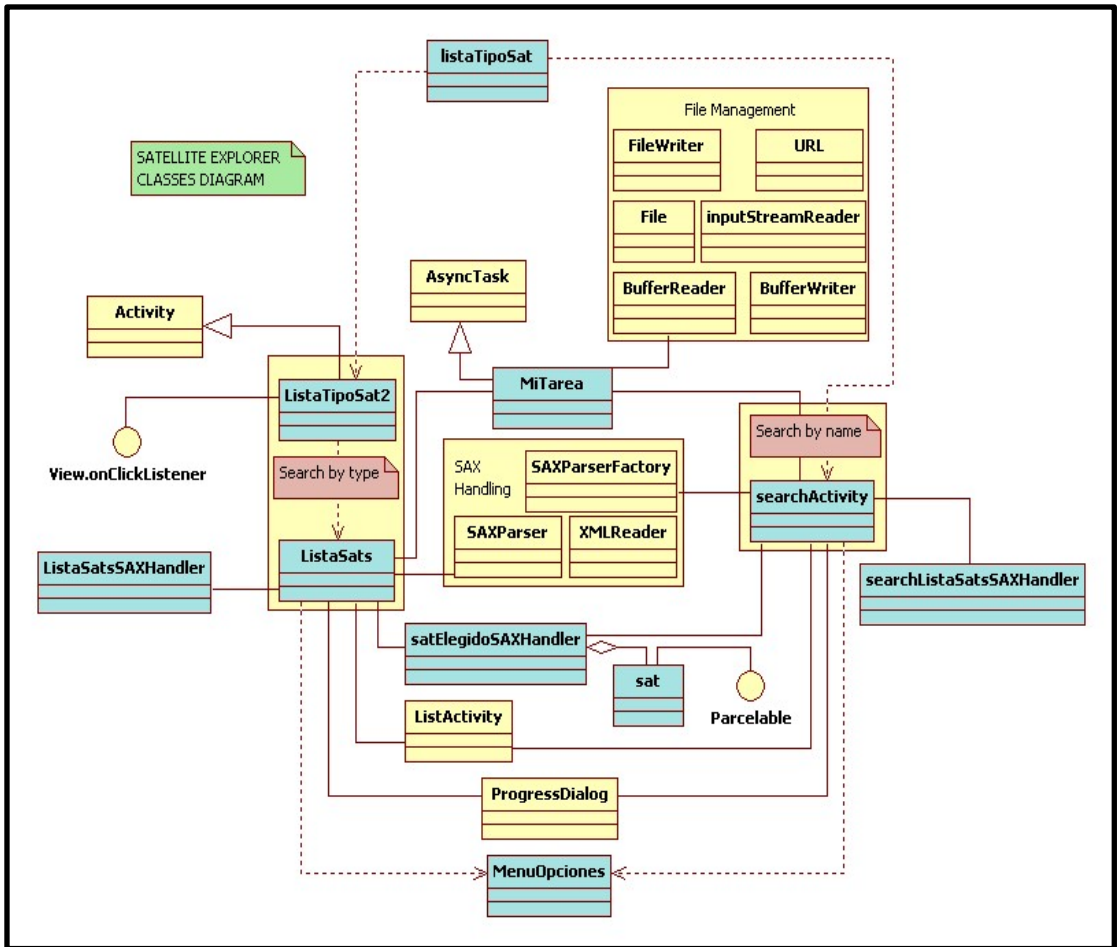 listaTipoSat
File Management
FileWriter
URL
SATELLITE EXPLORER
CLASSES DIAGRAM
File
inputStreamReader
AsyncTask
BufferReader
BufferWriter
Activity
MiTarea
ListaTipoSat2
Search by name
View.onClickListener
Search by type
SAX
Handling
SAXParserFactory
searchActivity
SAXParser
XMLReader
ListaSats
ListaSatsSAXHandler
searchListaSatsSAXHandler
satElegidoSAXHandler
sat
Parcelable
ListActivity
ProgressDialog
MenuOpciones